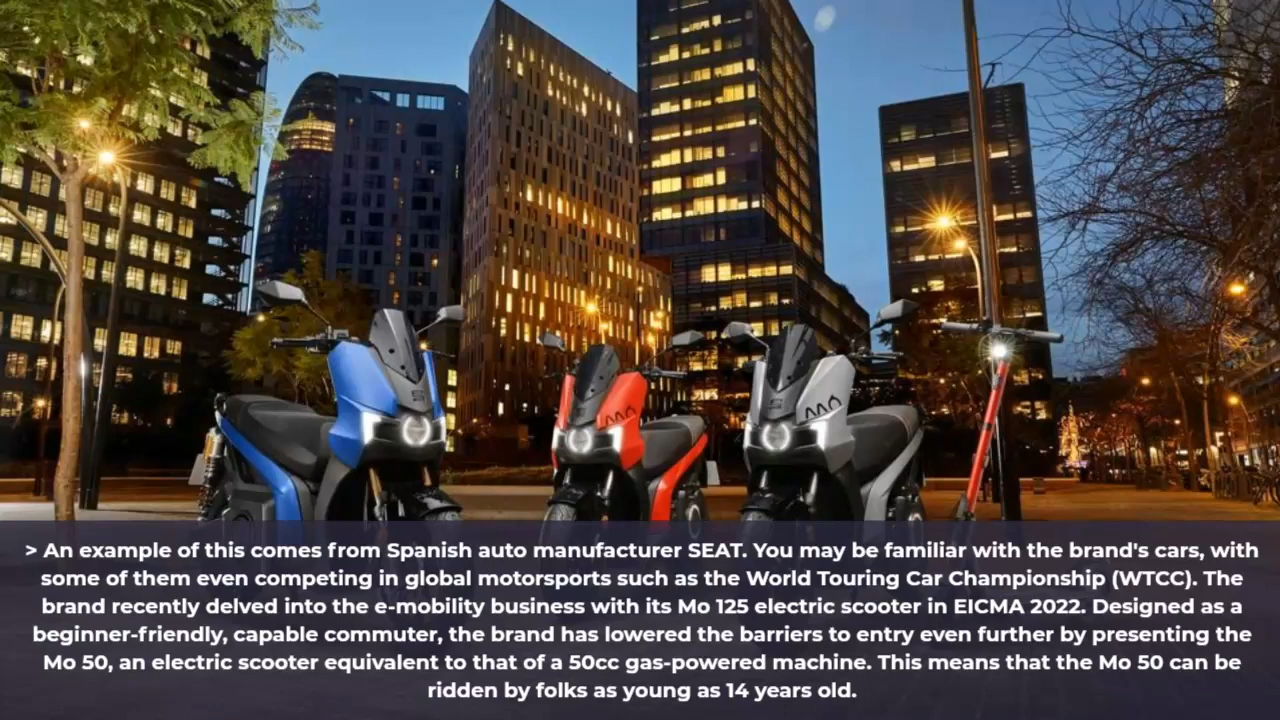 MÓ
MÓ
> An example of this comes from Spanish auto manufacturer SEAT. You may be familiar with the brand's cars, with
some of them even competing in global motorsports such as the World Touring Car Championship (WTCC). The
brand recently delved into the e-mobility business with its Mo 125 electric scooter in EICMA 2022. Designed as a
beginner-friendly, capable commuter, the brand has lowered the barriers to entry even further by presenting the
Mo 50, an electric scooter equivalent to that of a 50cc gas-powered machine. This means that the Mo 50 can be
ridden by folks as young as 14 years old.